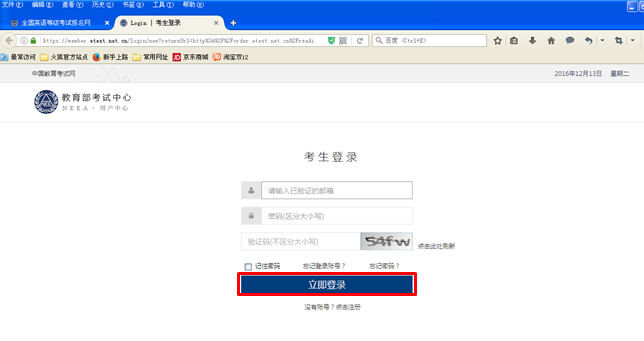 文件(F) 编辑(E) 查看(V) 历史(S) 书签(B) 工具(T) 帮助(H)
全国英语等级考试报名网 × Login | 考生登录 × +
https://member.etest.net.cn/login/nee?returnUrl=http%3A%2F%2Fordar.etest.net.cn%2Freadi 百度 <Ctrl+K>
最常访问 火狐官方站点 新手上路 常用网址 JD 京东商城 淘宝双12
中国教育考试网 2016年12月13日 星期二
教育部考试中心
NEEA · 用户中心
考生登录
请输入已验证的邮箱
密码(区分大小写)
验证码(不区分大小写) 54fw 点击此处刷新
记住密码 忘记登录账号? 忘记密码?
立即登录
没有账号?点击注册